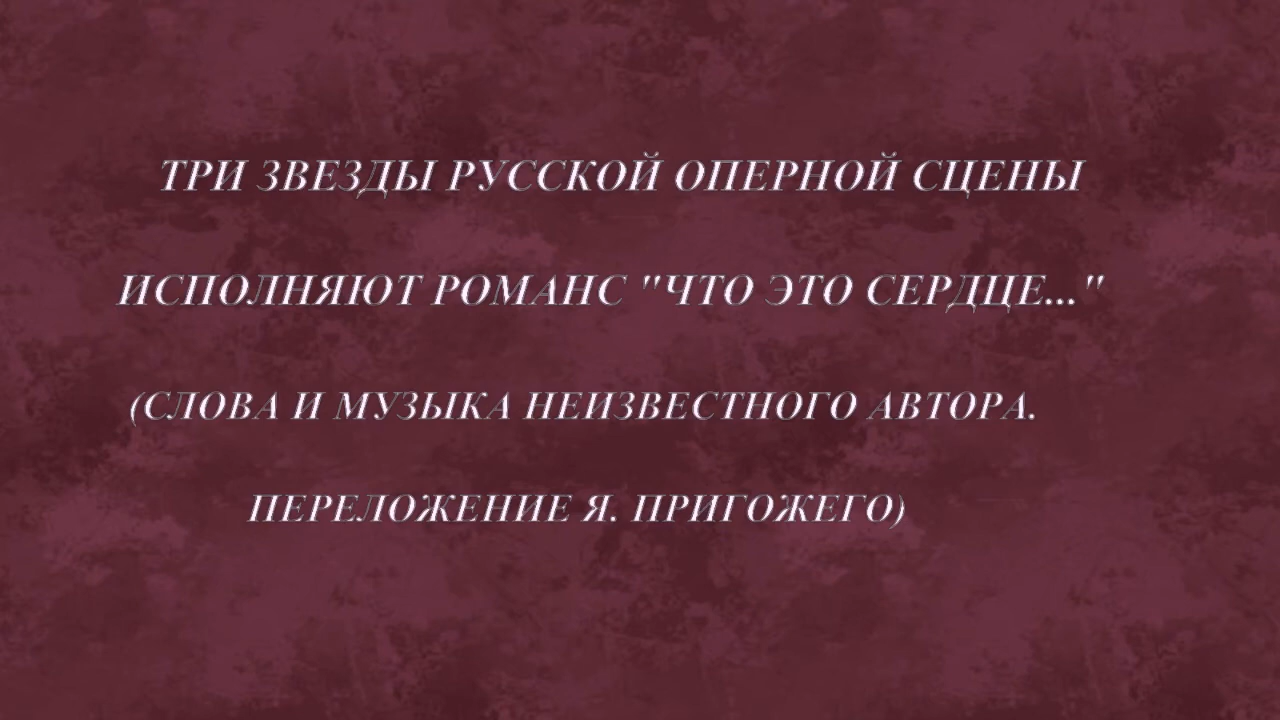 ТРИ ЗВЕЗДЫ РУССКОЙ ОПЕРНОЙ СЦЕНЫ
ИСПОЛНЯЮТ РОМАНС "ЧТО ЭТО СЕРДЦЕ..."
(СЛОВА И МУЗЫКА НЕИЗВЕСТНОГО АВТОРА.
ПЕРЕЛОЖЕНИЕ Я. ПРИГОЖЕГО)